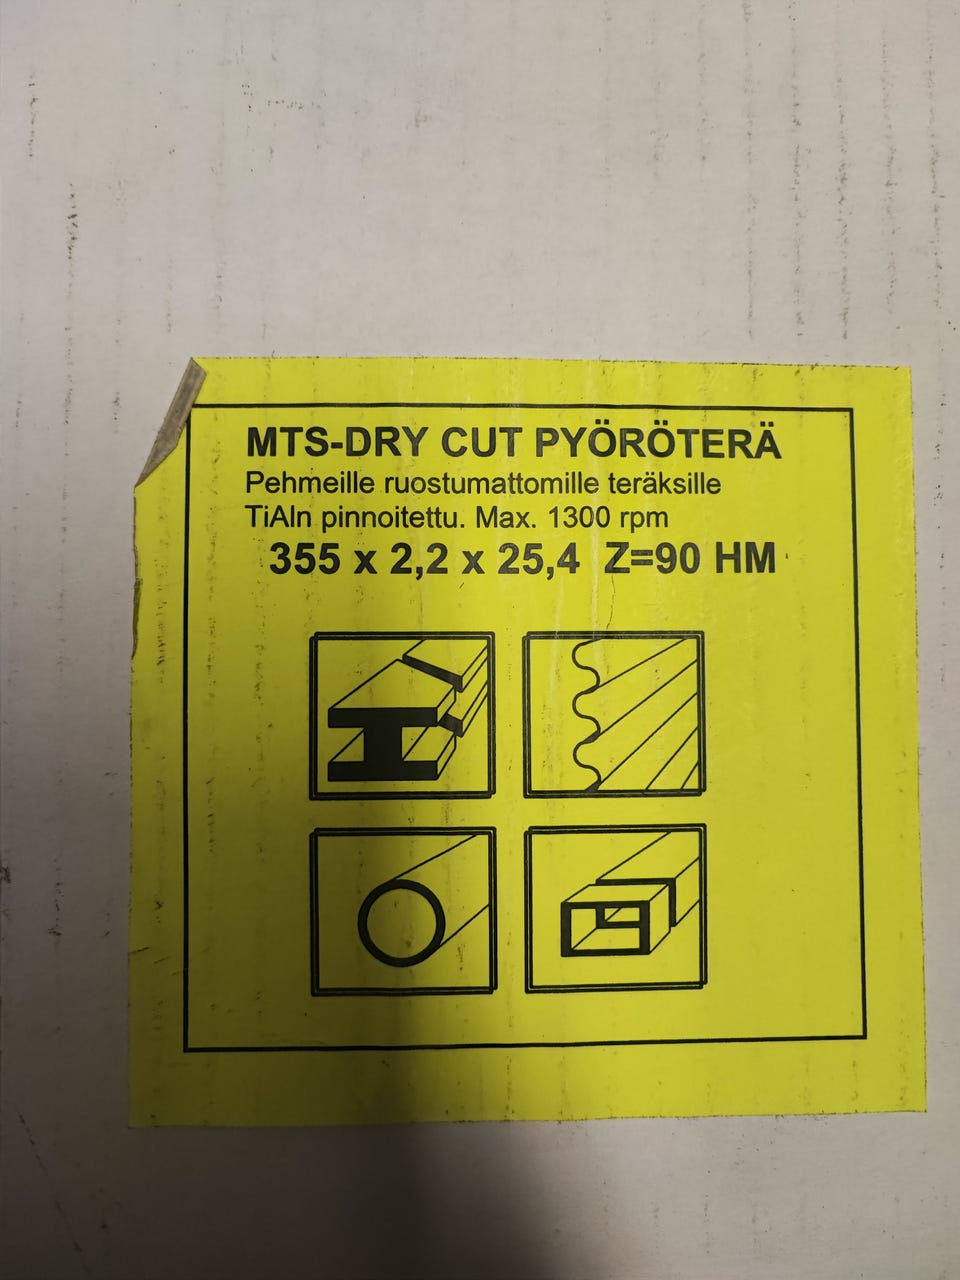 MTS-DRY CUT PYÖRÖTERÄ
Pehmeille ruostumattomille teräksille
TiAln pinnoitettu. Max. 1300 rpm
355 x 2,2 x 25,4 Z=90 HM